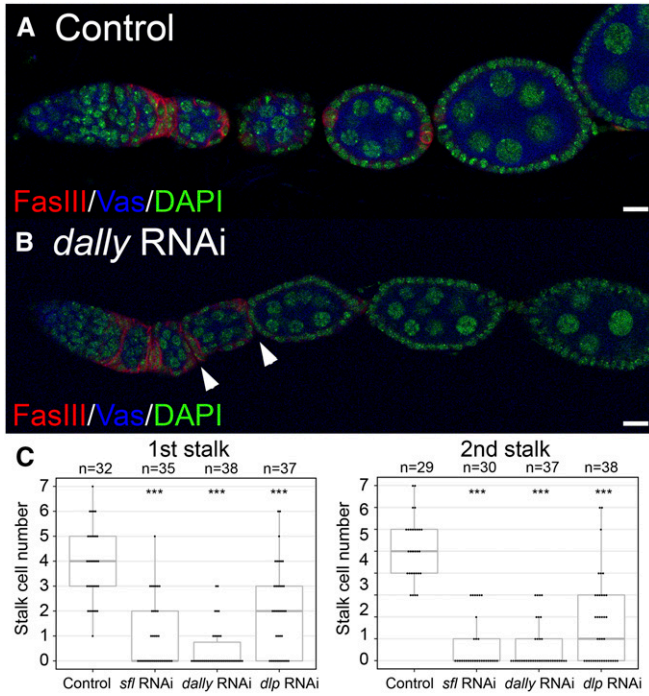 A Control
FasIII/Vas/DAPI
B dally RNAi
FasIII/Vas/DAPI
C
1st stalk
n=32 n=35 n=38 n=37
*** *** ***
Stalk cell number
7
6
5
4
3
2
1
0
Control sfl RNAi dally RNAi dlp RNAi
2nd stalk
n=29 n=30 n=37 n=38
*** *** ***
Stalk cell number
7
6
5
4
3
2
1
0
Control sfl RNAi dally RNAi dlp RNAi